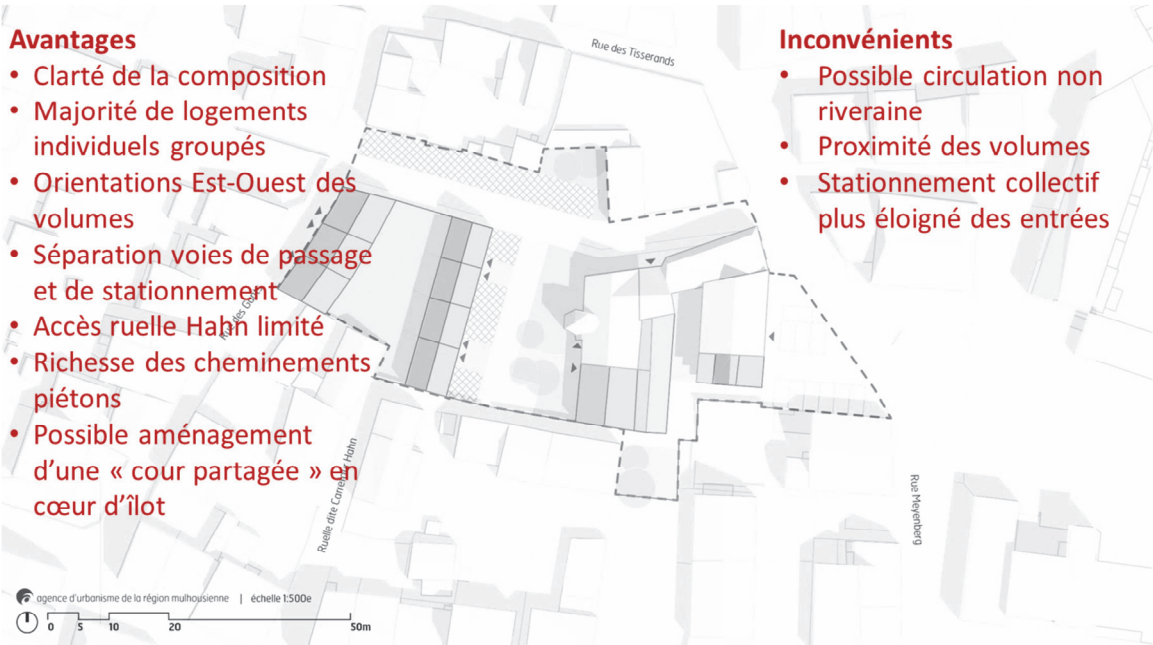 Avantages
• Clarté de la composition
• Majorité de logements
individuels groupés
• Orientations Est-Ouest des
volumes
• Séparation voies de passage
et de stationnement
• Accès ruelle Hahn limité
• Richesse des cheminements
piétons
• Possible aménagement
d'une « cour partagée » en
cœur d'îlot
Inconvénients
• Possible circulation non
riveraine
• Proximité des volumes
• Stationnement collectif
plus éloigné des entrées
Rue des Tisserands
Rue des
Ruelle dite Hahn
Rue Meyenberg
agence d'urbanisme de la région mulhousienne | échelle 1:500e
0 5 10 20 50m